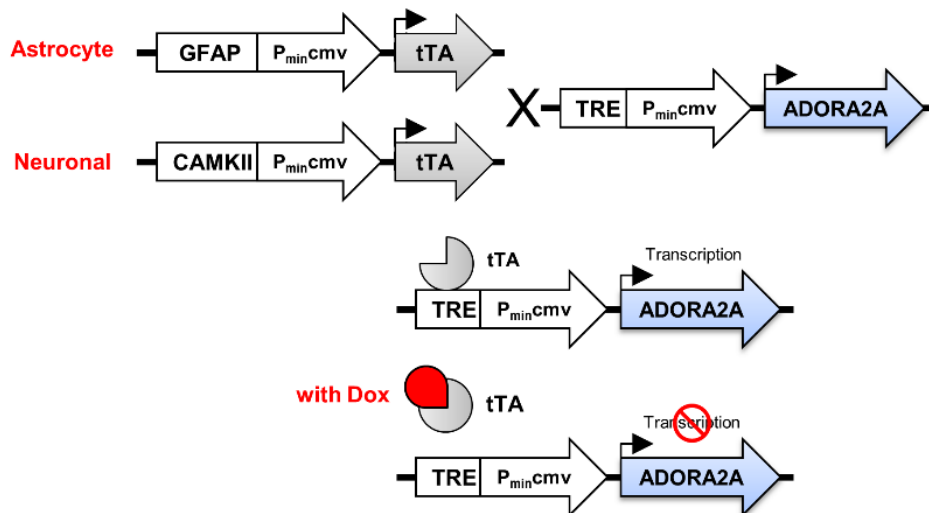 Astrocyte GFAP Pmincmv tTA
X TRE Pmincmv ADORA2A
Neuronal CAMKII Pmincmv tTA
tTA Transcription
TRE Pmincmv ADORA2A
with Dox tTA Transcription
TRE Pmincmv ADORA2A